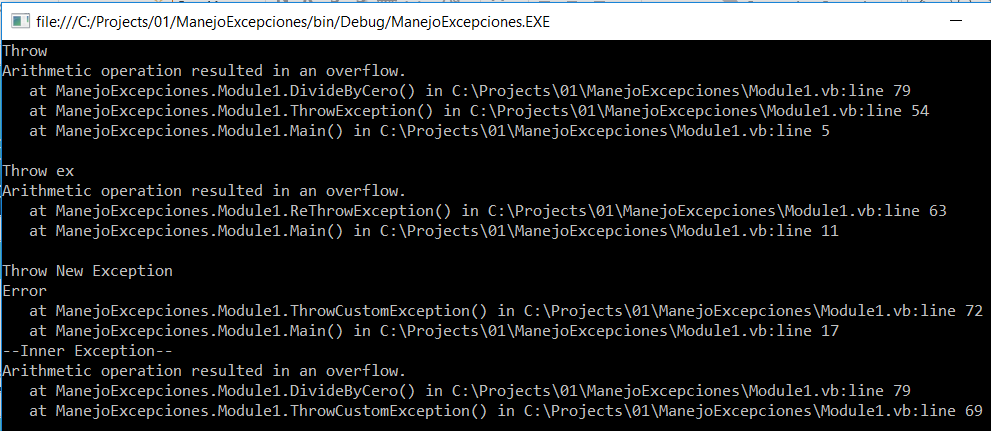 file:///C:/Projects/01/ManejoExcepciones/bin/Debug/ManejoExcepciones.EXE
Throw
Arithmetic operation resulted in an overflow.
   at ManejoExcepciones.Module1.DivideByCero() in C:\Projects\01\ManejoExcepciones\Module1.vb:line 79
   at ManejoExcepciones.Module1.ThrowException() in C:\Projects\01\ManejoExcepciones\Module1.vb:line 54
   at ManejoExcepciones.Module1.Main() in C:\Projects\01\ManejoExcepciones\Module1.vb:line 5

Throw ex
Arithmetic operation resulted in an overflow.
   at ManejoExcepciones.Module1.ReThrowException() in C:\Projects\01\ManejoExcepciones\Module1.vb:line 63
   at ManejoExcepciones.Module1.Main() in C:\Projects\01\ManejoExcepciones\Module1.vb:line 11

Throw New Exception
Error
   at ManejoExcepciones.Module1.ThrowCustomException() in C:\Projects\01\ManejoExcepciones\Module1.vb:line 72
   at ManejoExcepciones.Module1.Main() in C:\Projects\01\ManejoExcepciones\Module1.vb:line 17
--Inner Exception--
Arithmetic operation resulted in an overflow.
   at ManejoExcepciones.Module1.DivideByCero() in C:\Projects\01\ManejoExcepciones\Module1.vb:line 79
   at ManejoExcepciones.Module1.ThrowCustomException() in C:\Projects\01\ManejoExcepciones\Module1.vb:line 69